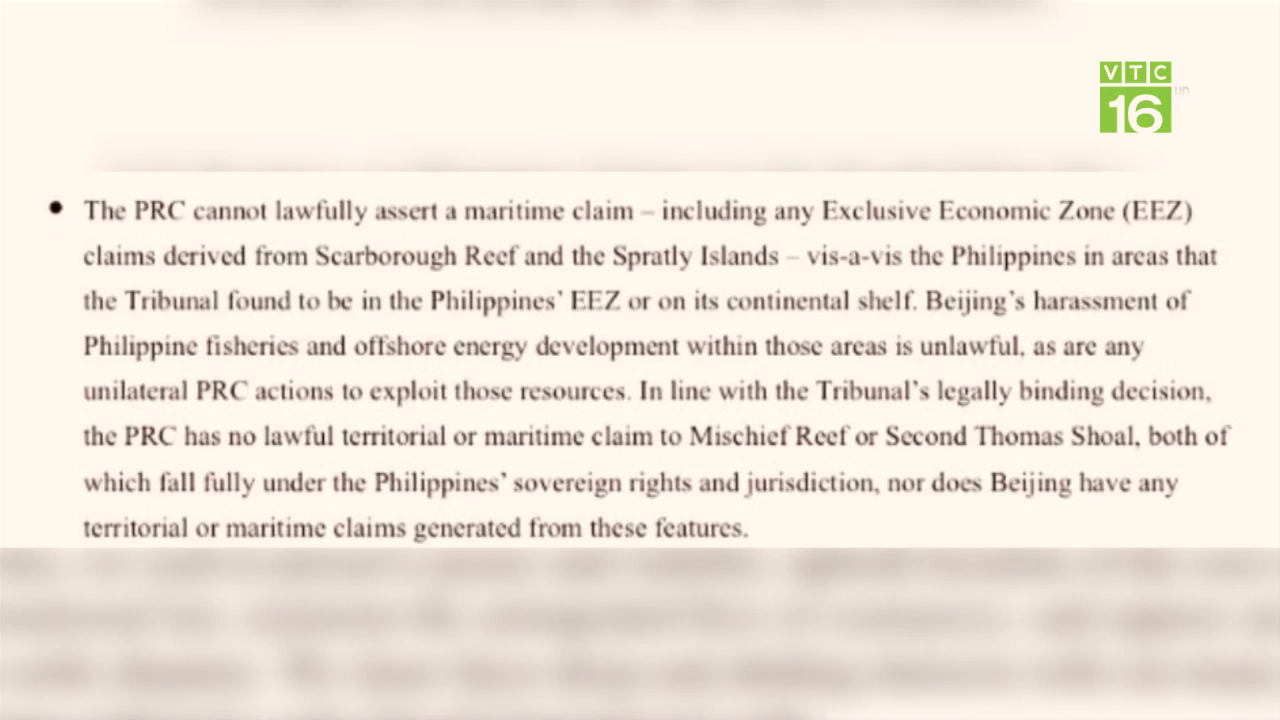 VTC
16
• The PRC cannot lawfully assert a maritime claim – including any Exclusive Economic Zone (EEZ)
claims derived from Scarborough Reef and the Spratly Islands – vis-a-vis the Philippines in areas that
the Tribunal found to be in the Philippines’ EEZ or on its continental shelf. Beijing’s harassment of
Philippine fisheries and offshore energy development within those areas is unlawful, as are any
unilateral PRC actions to exploit those resources. In line with the Tribunal’s legally binding decision,
the PRC has no lawful territorial or maritime claim to Mischief Reef or Second Thomas Shoal, both of
which fall fully under the Philippines’ sovereign rights and jurisdiction, nor does Beijing have any
territorial or maritime claims generated from these features.